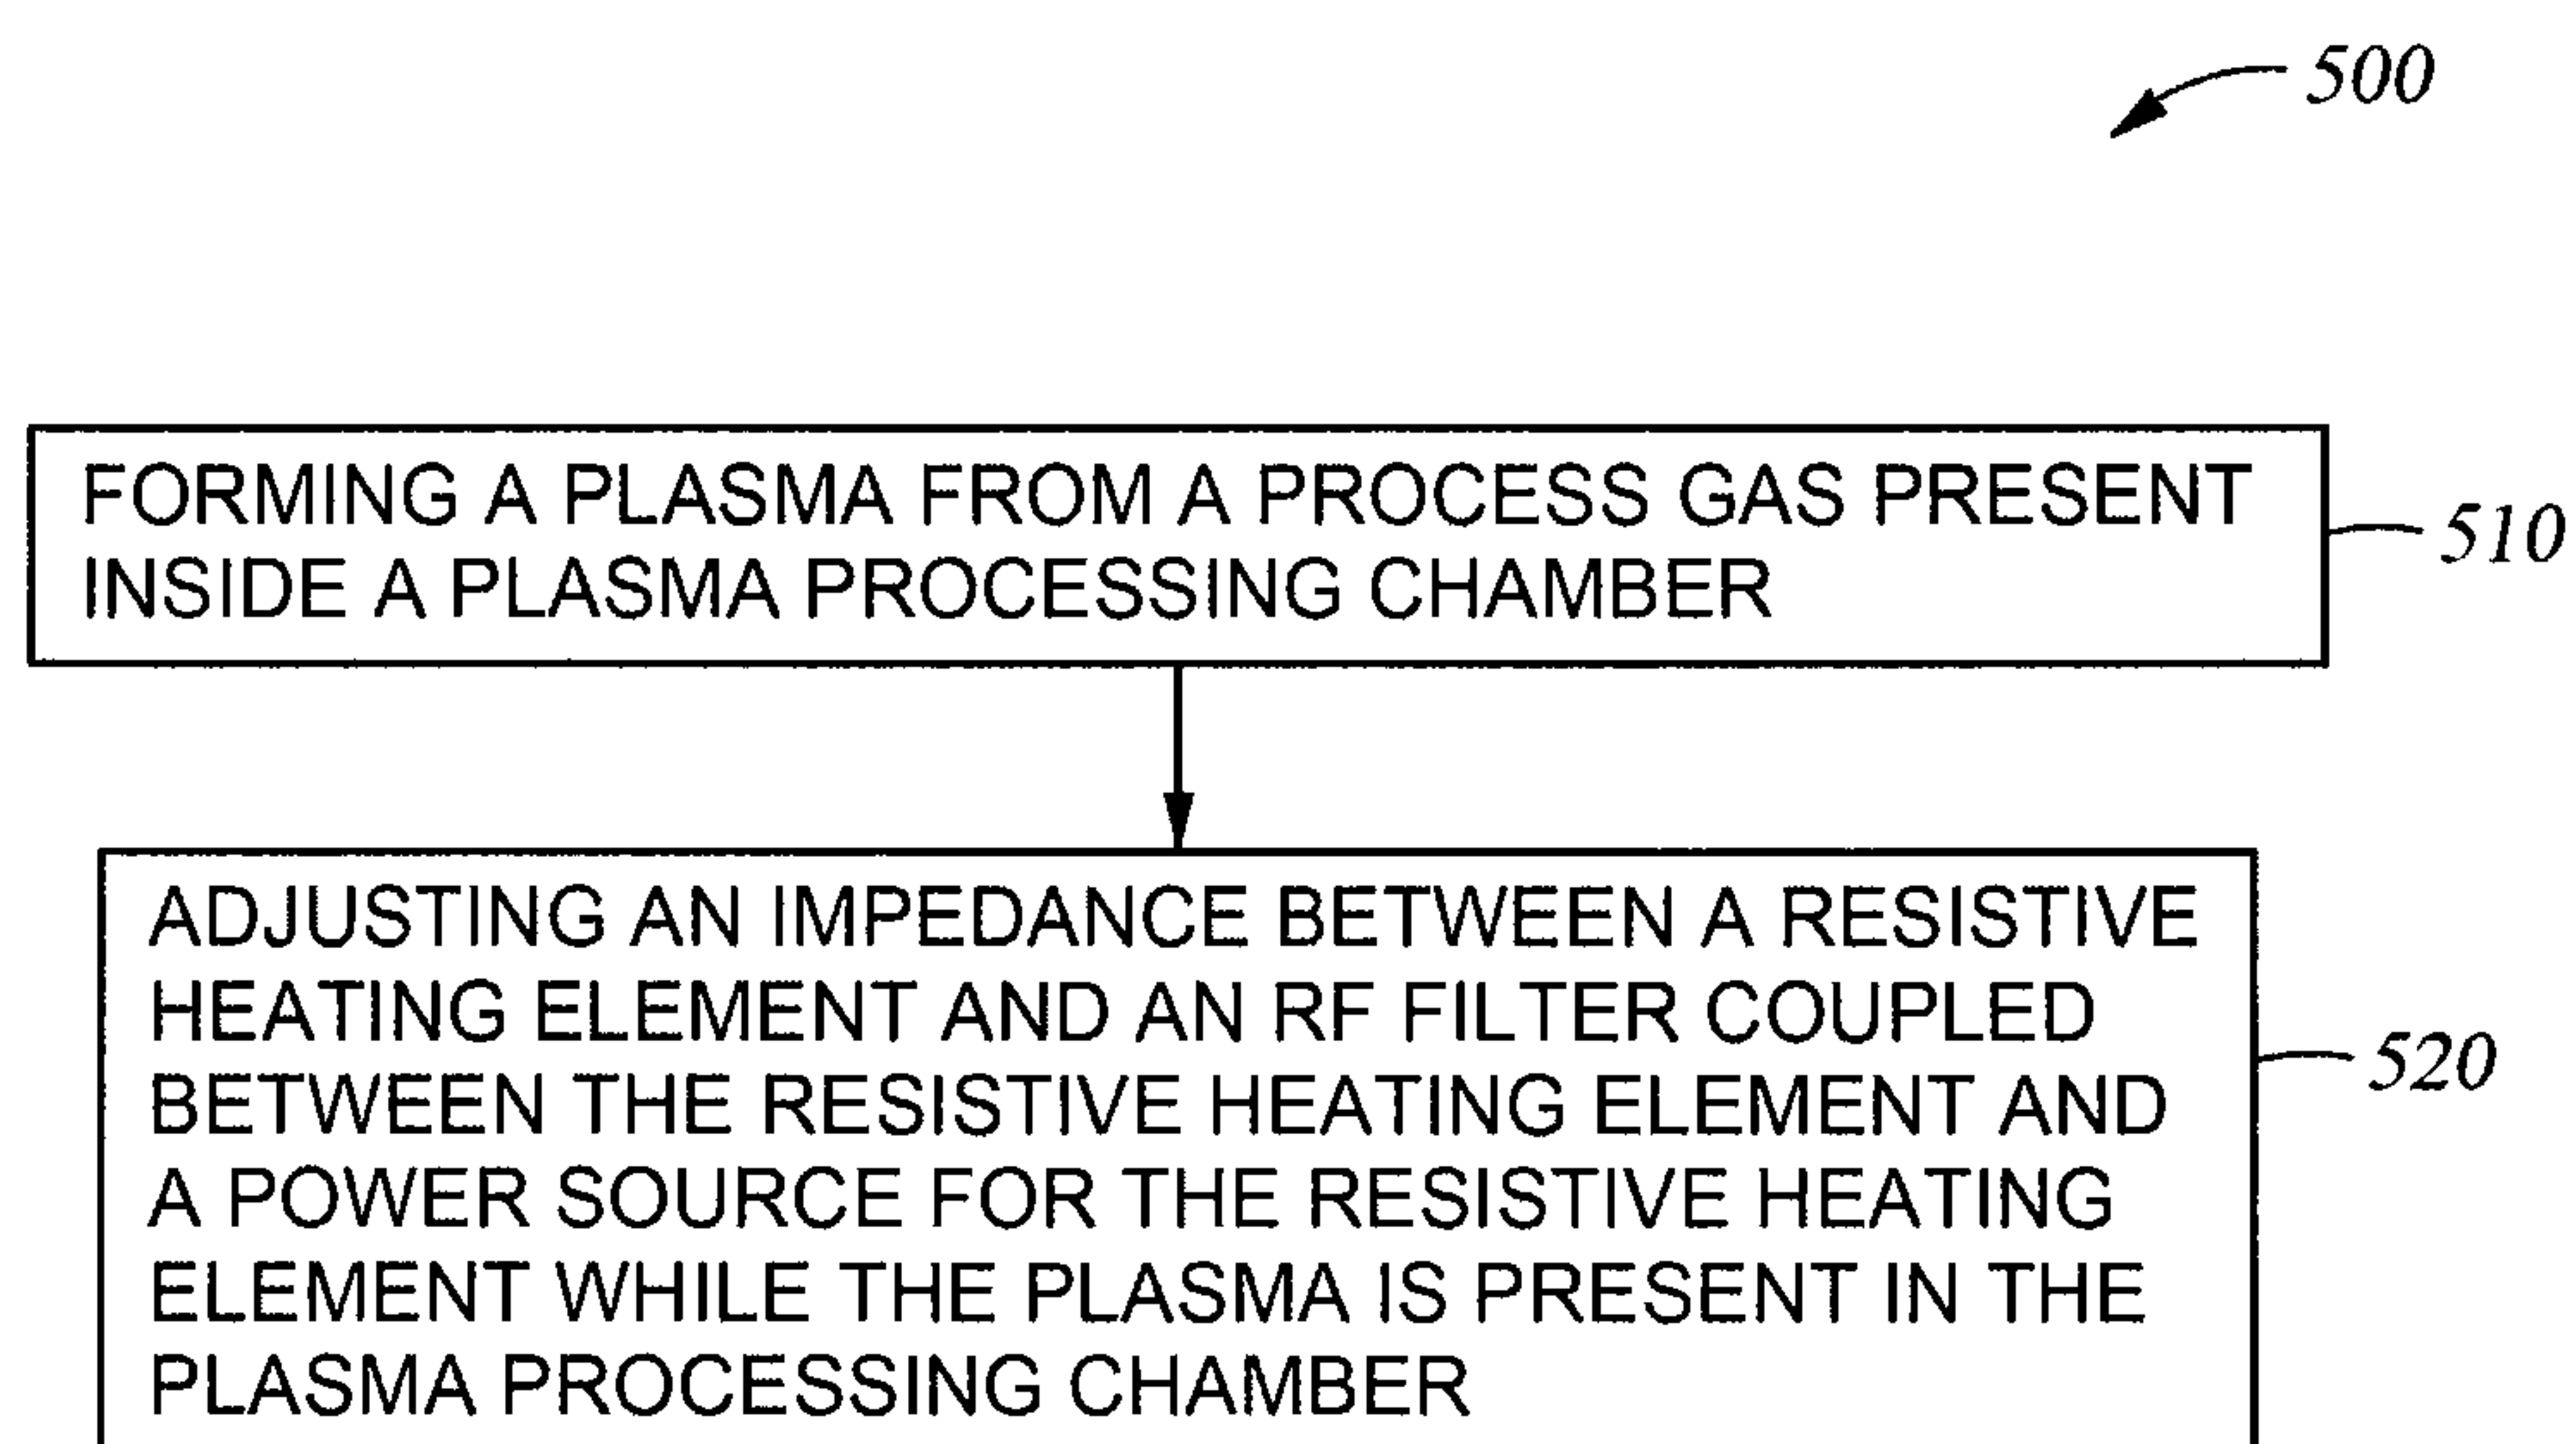 500
FORMING A PLASMA FROM A PROCESS GAS PRESENT
INSIDE A PLASMA PROCESSING CHAMBER
510
ADJUSTING AN IMPEDANCE BETWEEN A RESISTIVE
HEATING ELEMENT AND AN RF FILTER COUPLED
BETWEEN THE RESISTIVE HEATING ELEMENT AND
A POWER SOURCE FOR THE RESISTIVE HEATING
ELEMENT WHILE THE PLASMA IS PRESENT IN THE
PLASMA PROCESSING CHAMBER
520